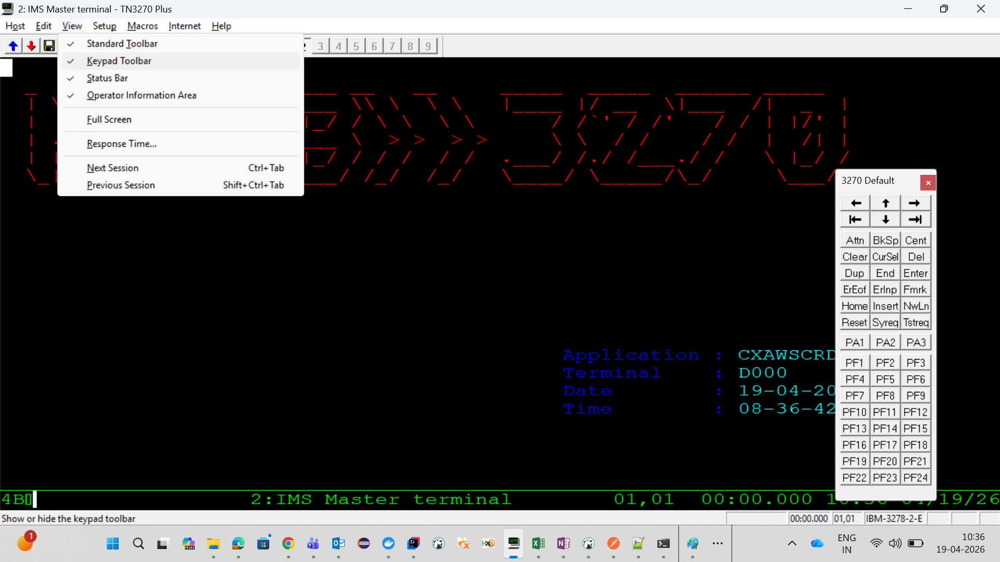 2: IMS Master terminal - TN3270 Plus
Host Edit View Setup Macros Internet Help
3 4 5 6 7 8 9
Standard Toolbar
Keypad Toolbar
Status Bar
Operator Information Area
Full Screen
Response Time...
Next Session Ctrl+Tab
Previous Session Shift+Ctrl+Tab
3270
3270 Default
Attn BkSp Cent
Clear CurSel Del
Dup End Enter
ErEof ErInp Fmrk
Home Insert NwLn
Reset Syreq Tstreq
PA1 PA2 PA3
PF1 PF2 PF3
PF4 PF5 PF6
PF7 PF8 PF9
PF10 PF11 PF12
PF13 PF14 PF15
PF16 PF17 PF18
PF19 PF20 PF21
PF22 PF23 PF24
Application : CXAWSCRD
Terminal : D000
Date : 19-04-20
Time : 08-36-42
4B 2:IMS Master terminal 01,01 00:00.000 /19/26
Show or hide the keypad toolbar 00:00.000 01,01 IBM-3278-2-E
1
M365
3270
ENG
IN
10:36
19-04-2026